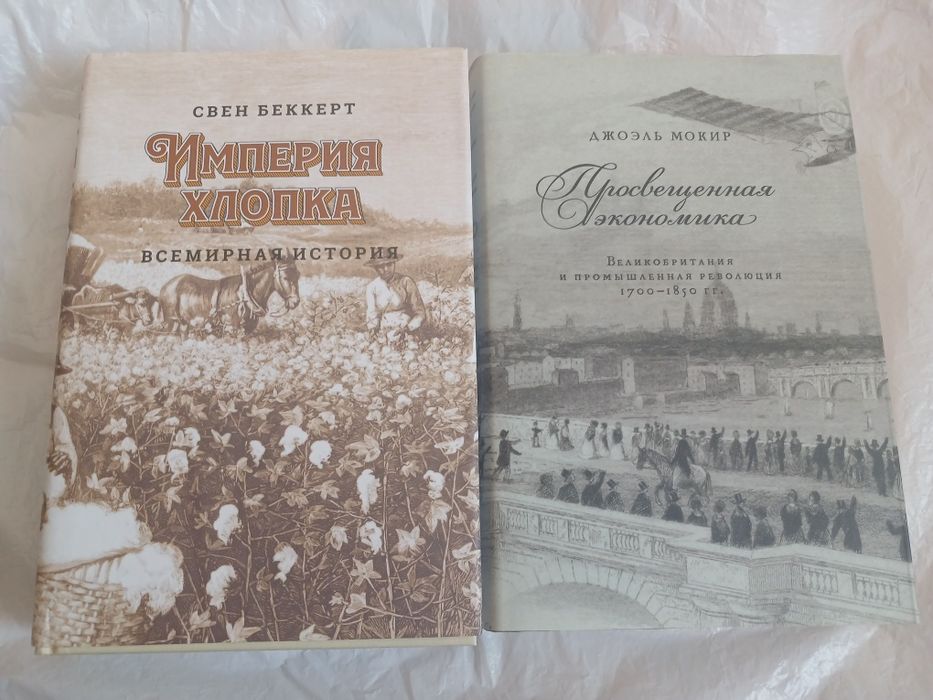 СВЕН БЕККЕРТ
ИМПЕРИЯ
ХЛОПКА
ВСЕМИРНАЯ ИСТОРИЯ
ДЖОЭЛЬ МОКИР
Просвещенная
экономика
Великобритания
и промышленная революция
1700–1850 гг.